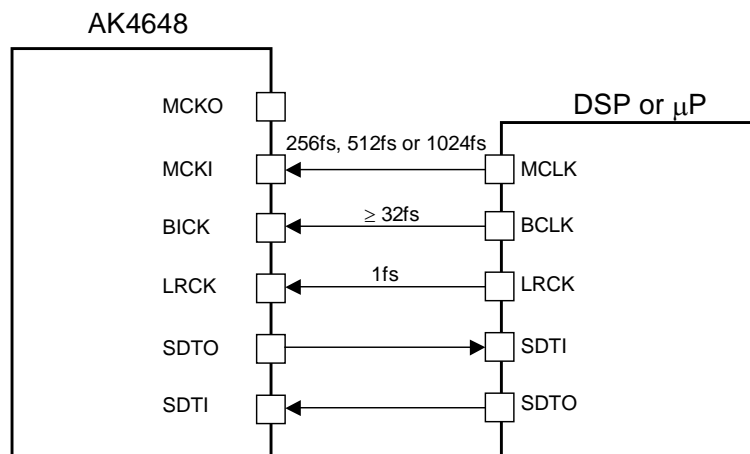 AK4648
DSP or μP
MCKO
256fs, 512fs or 1024fs
MCKI
MCLK
≥ 32fs
BICK
BCLK
1fs
LRCK
LRCK
SDTO
SDTI
SDTI
SDTO